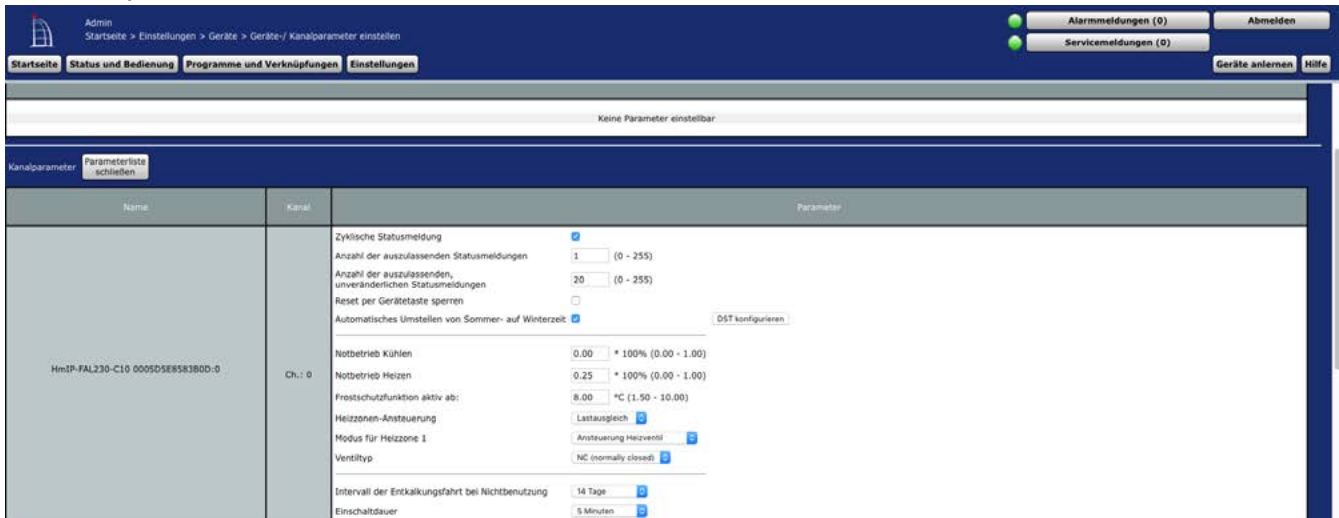 Admin
Alarmmeldungen (0)
Abmelden
Startseite > Einstellungen > Geräte > Geräte-/ Kanalparameter einstellen
Servicemeldungen (0)
Startseite
Status und Bedienung
Programme und Verknüpfungen
Einstellungen
Geräte anlernen
Hilfe
Keine Parameter einstellbar
Kanalparameter
Parameterliste
schließen
Name
Kanal
Parameter
HmIP-FAL230-C10 0005D5E8583B0D:0
Ch.: 0
Zyklische Statusmeldung
Anzahl der auszulassenden Statusmeldungen 1 (0 - 255)
Anzahl der auszulassenden,
unveränderlichen Statusmeldungen 20 (0 - 255)
Reset per Gerätetaste sperren
Automatisches Umstellen von Sommer- auf Winterzeit DST konfigurieren
Notbetrieb Kühlen 0.00 * 100% (0.00 - 1.00)
Notbetrieb Heizen 0.25 * 100% (0.00 - 1.00)
Frostschutzfunktion aktiv ab: 8.00 °C (1.50 - 10.00)
Heizzonen-Ansteuerung Lastausgleich
Modus für Heizzone 1 Ansteuerung Heizventil
Ventiltyp NC (normally closed)
Intervall der Entkalkungsfahrt bei Nichtbenutzung 14 Tage
Einschaltdauer 5 Minuten